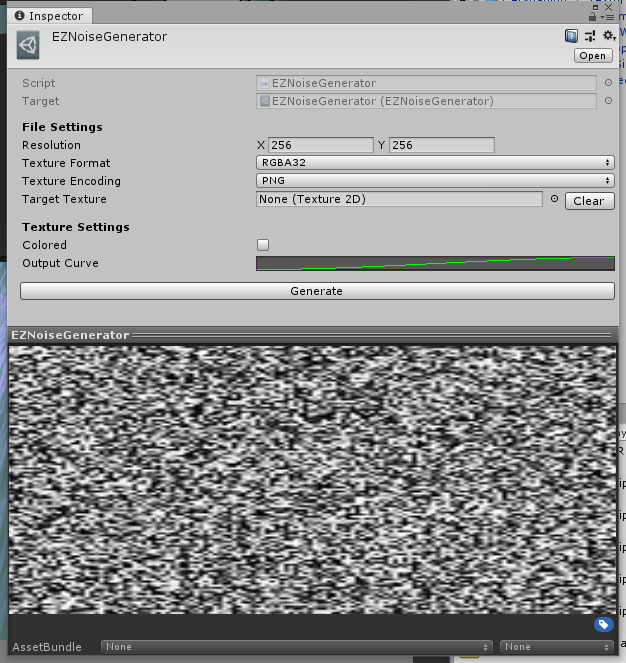 Inspector
EZNoiseGenerator
Open
Script EZNoiseGenerator
Target EZNoiseGenerator (EZNoiseGenerator)
File Settings
Resolution X 256 Y 256
Texture Format RGBA32
Texture Encoding PNG
Target Texture None (Texture 2D) Clear
Texture Settings
Colored
Output Curve
Generate
EZNoiseGenerator
AssetBundle None None